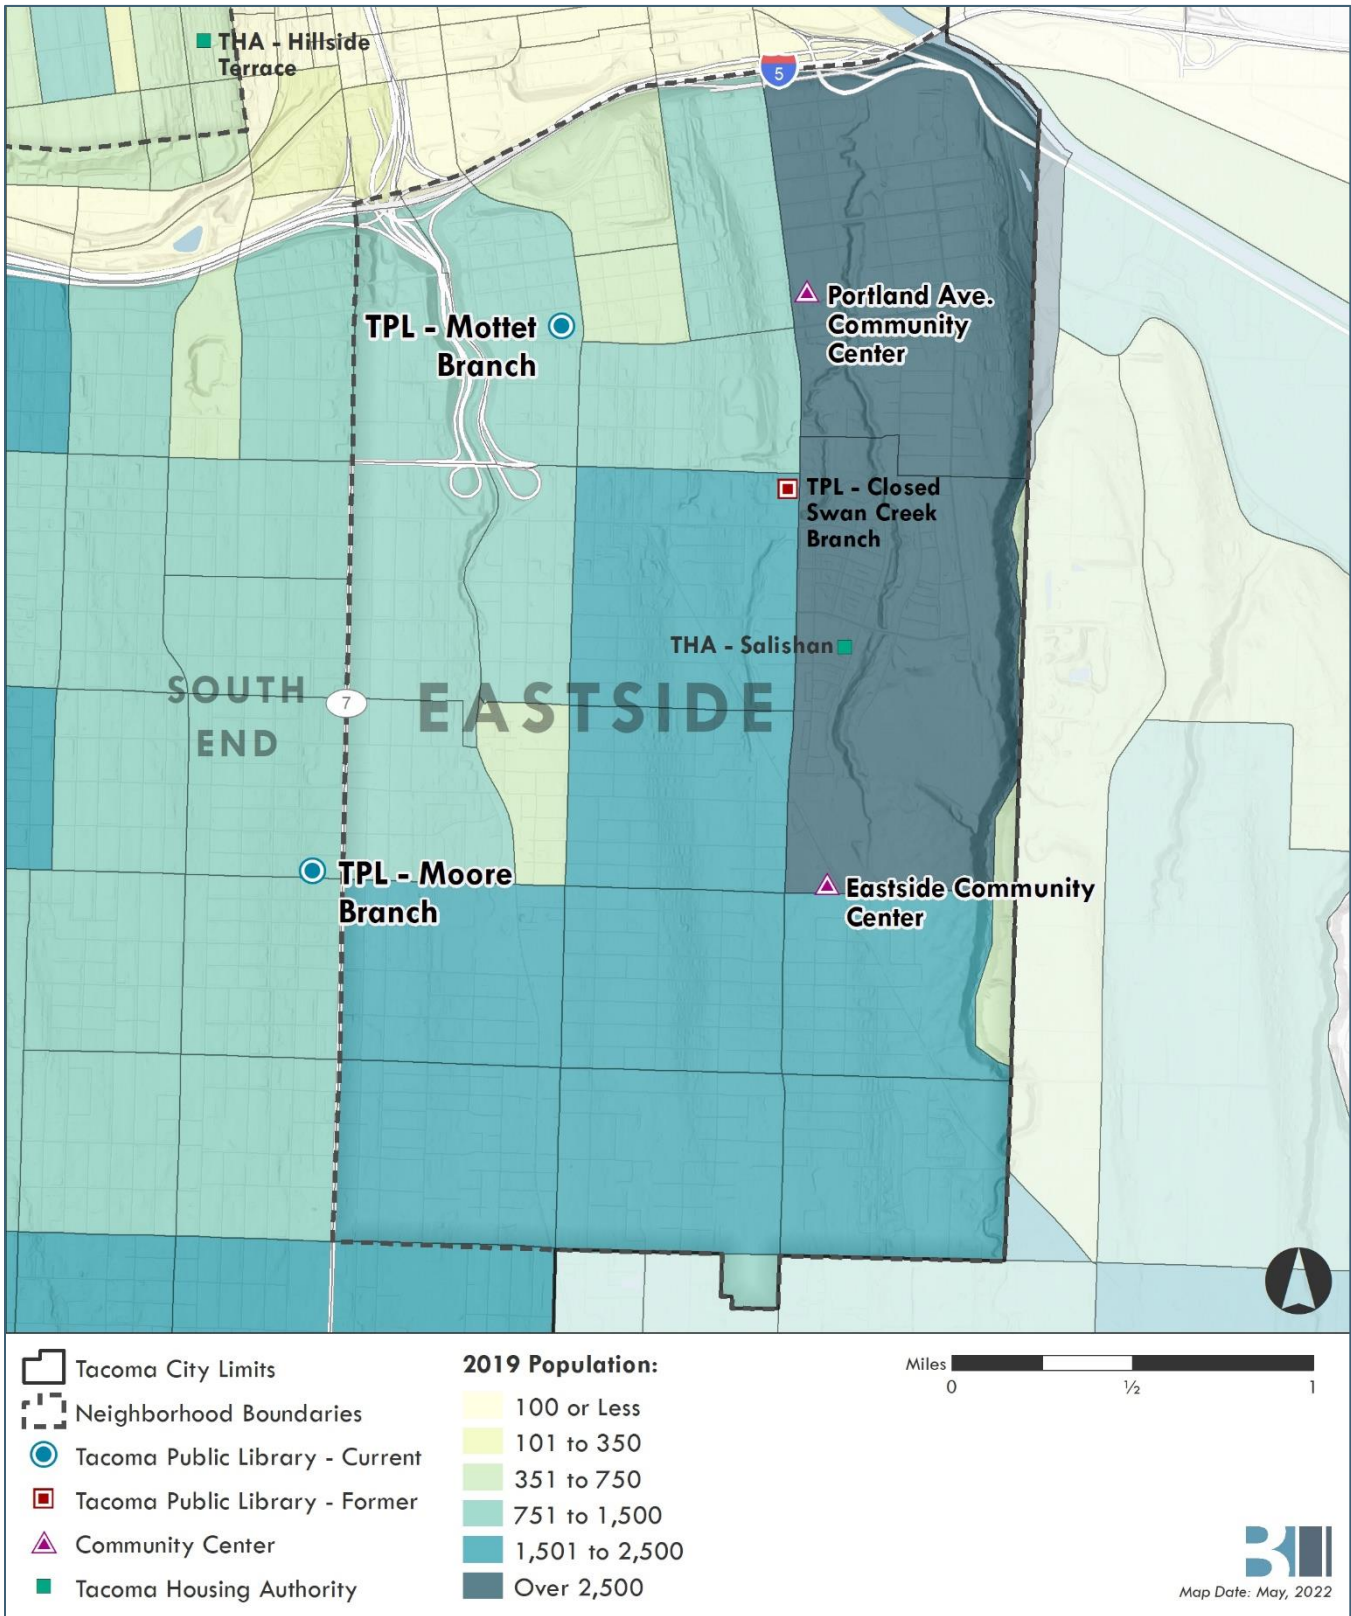 THA - Hillside
Terrace
5
TPL - Mottet
Branch
Portland Ave.
Community
Center
TPL - Closed
Swan Creek
Branch
THA - Salishan
SOUTH
END
7
EASTSIDE
TPL - Moore
Branch
Eastside Community
Center
Tacoma City Limits
Neighborhood Boundaries
Tacoma Public Library - Current
Tacoma Public Library - Former
Community Center
Tacoma Housing Authority
2019 Population:
100 or Less
101 to 350
351 to 750
751 to 1,500
1,501 to 2,500
Over 2,500
Miles
0 ½ 1
Map Date: May, 2022